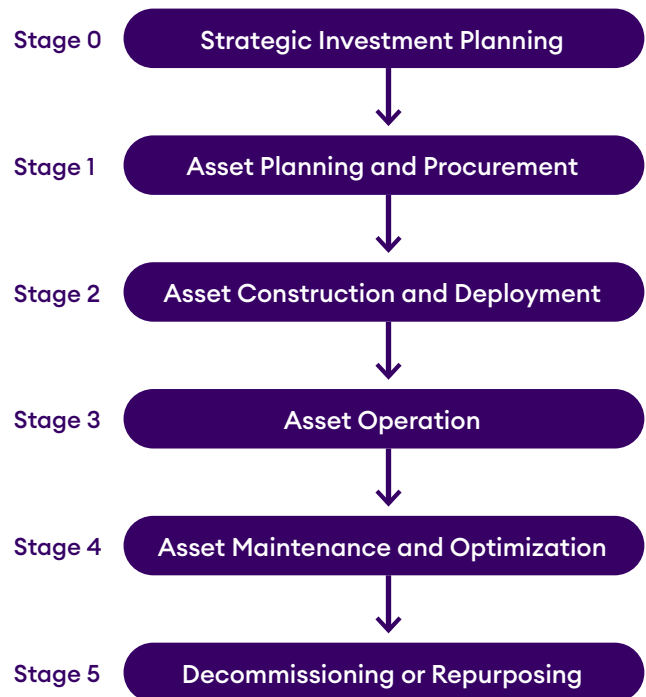 Stage 0 Strategic Investment Planning
Stage 1 Asset Planning and Procurement
Stage 2 Asset Construction and Deployment
Stage 3 Asset Operation
Stage 4 Asset Maintenance and Optimization
Stage 5 Decommissioning or Repurposing